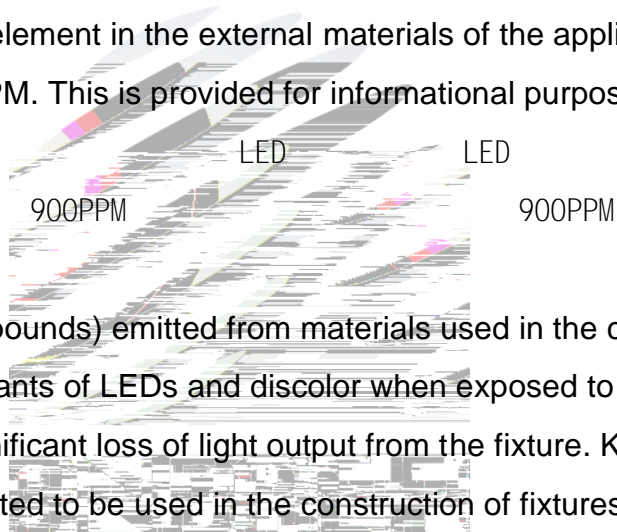 element in the external materials of the appli
PM. This is provided for informational purpos
LED LED
900PPM 900PPM
ounds) emitted from materials used in the c
ants of LEDs and discolor when exposed to
nificant loss of light output from the fixture. K
ted to be used in the construction of fixtures